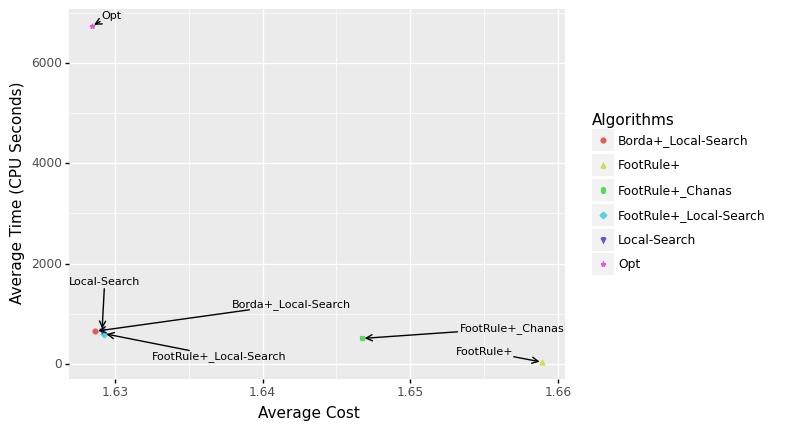 Opt
6000
4000
2000
0
Average Time (CPU Seconds)
Local-Search
Borda+_Local-Search
FootRule+_Chanas
FootRule+
FootRule+_Local-Search
1.63
1.64
1.65
1.66
Average Cost
Algorithms
Borda+_Local-Search
FootRule+
FootRule+_Chanas
FootRule+_Local-Search
Local-Search
Opt